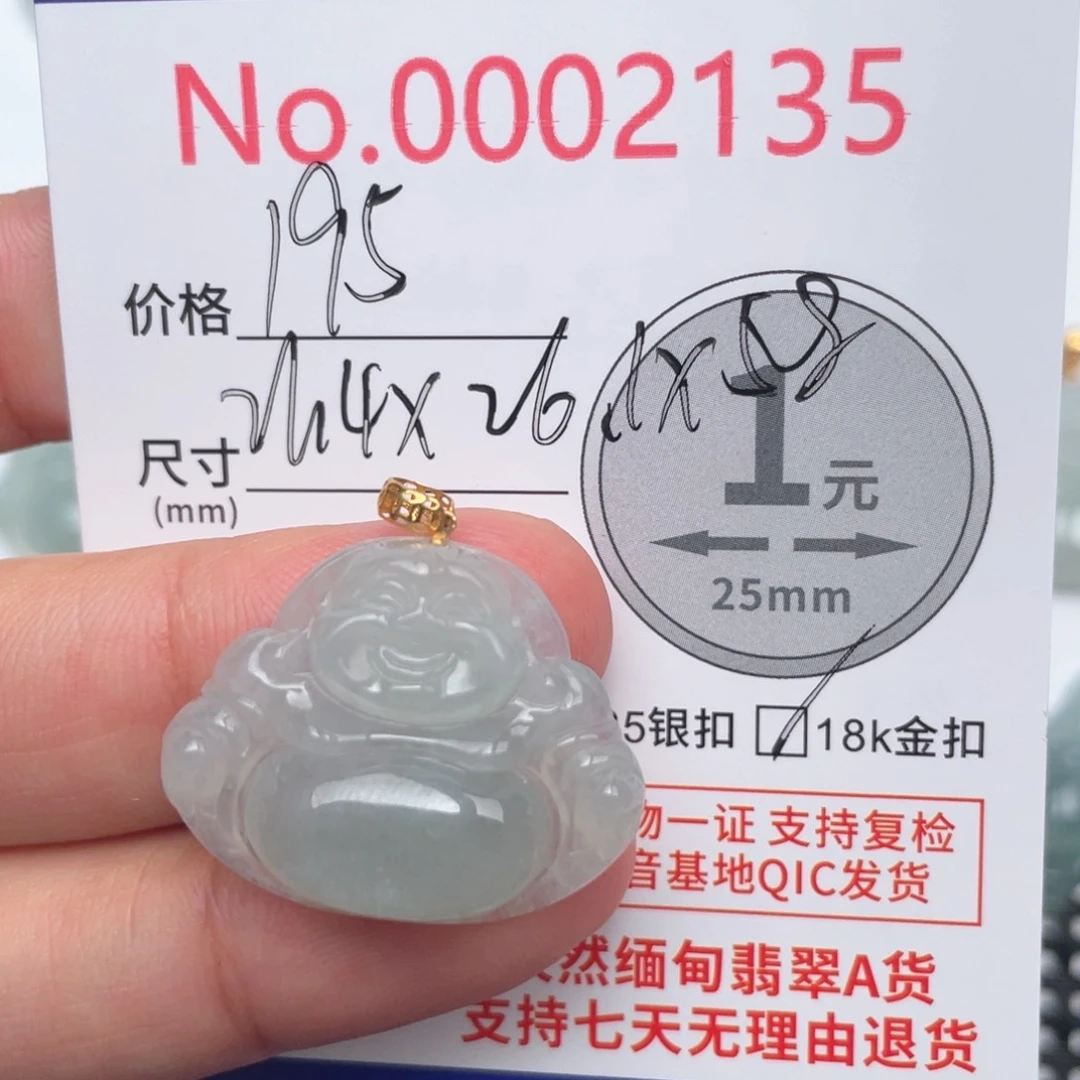 No.0002135
价格 195
尺寸 26.1x5.8
(mm)
1元
25mm
5银扣 18k金扣
物一证 支持复检
音基地QIC发货
然缅甸翡翠A货
支持七天无理由退货